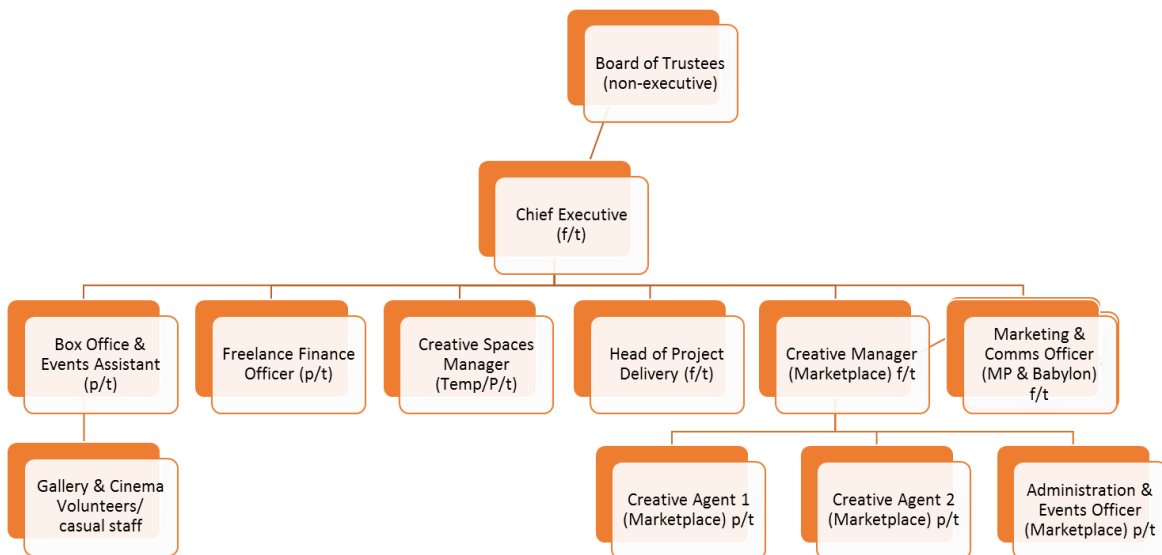 Board of Trustees
(non-executive)
Chief Executive
(f/t)
Box Office &
Events Assistant
(p/t)
Freelance Finance
Officer (p/t)
Creative Spaces
Manager
(Temp/P/t)
Head of Project
Delivery (f/t)
Creative Manager
(Marketplace) f/t
Marketing &
Comms Officer
(MP & Babylon)
f/t
Gallery & Cinema
Volunteers/
casual staff
Creative Agent 1
(Marketplace) p/t
Creative Agent 2
(Marketplace) p/t
Administration &
Events Officer
(Marketplace) p/t